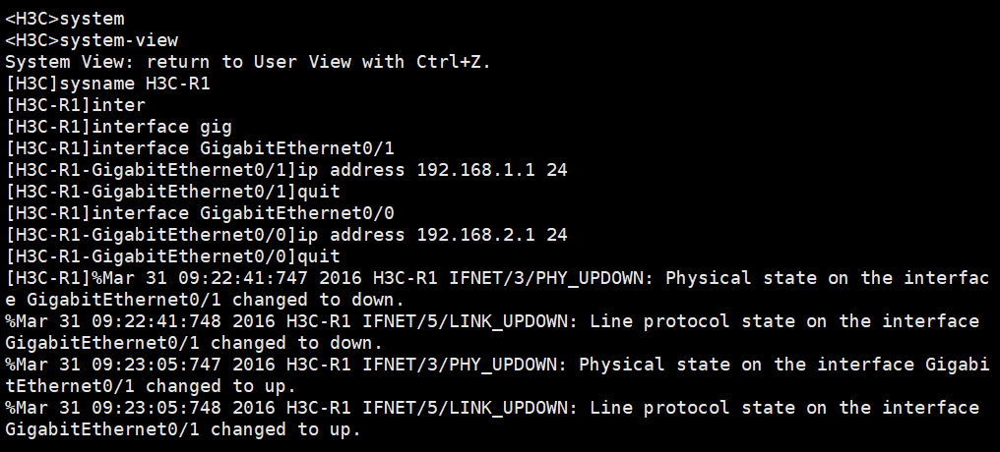 <H3C>system
<H3C>system-view
System View: return to User View with Ctrl+Z.
[H3C]sysname H3C-R1
[H3C-R1]inter
[H3C-R1]interface gig
[H3C-R1]interface GigabitEthernet0/1
[H3C-R1-GigabitEthernet0/1]ip address 192.168.1.1 24
[H3C-R1-GigabitEthernet0/1]quit
[H3C-R1]interface GigabitEthernet0/0
[H3C-R1-GigabitEthernet0/0]ip address 192.168.2.1 24
[H3C-R1-GigabitEthernet0/0]quit
[H3C-R1]%Mar 31 09:22:41:747 2016 H3C-R1 IFNET/3/PHY_UPDOWN: Physical state on the interfac
e GigabitEthernet0/1 changed to down.
%Mar 31 09:22:41:748 2016 H3C-R1 IFNET/5/LINK_UPDOWN: Line protocol state on the interface
GigabitEthernet0/1 changed to down.
%Mar 31 09:23:05:747 2016 H3C-R1 IFNET/3/PHY_UPDOWN: Physical state on the interface Gigabi
tEthernet0/1 changed to up.
%Mar 31 09:23:05:748 2016 H3C-R1 IFNET/5/LINK_UPDOWN: Line protocol state on the interface
GigabitEthernet0/1 changed to up.